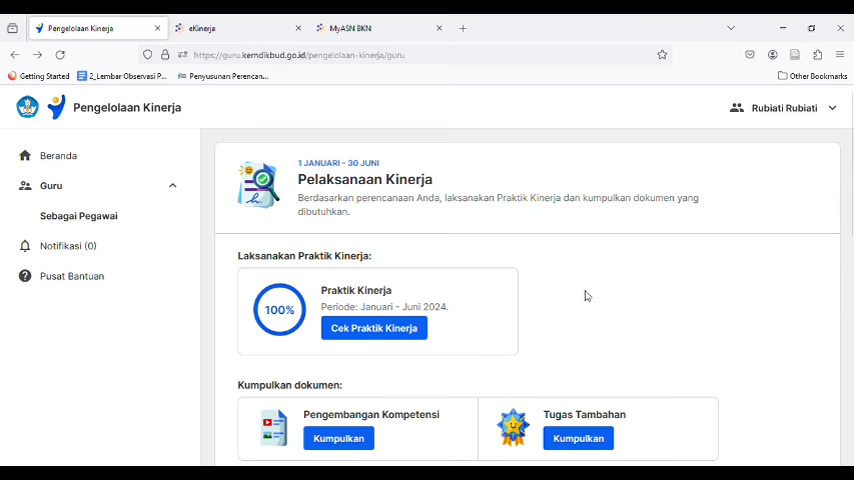 Pengelolaan Kinerja
eKinerja
MyASN BKN
https://guru.kemdikbud.go.id/pengelolaan-kinerja/guru
Getting Started
2_Lembar Observasi P...
Penyusunan Perencan...
Other Bookmarks
Pengelolaan Kinerja
Rubiati Rubiati
Beranda
Guru
Sebagai Pegawai
Notifikasi (0)
Pusat Bantuan
1 JANUARI - 30 JUNI
Pelaksanaan Kinerja
Berdasarkan perencanaan Anda, laksanakan Praktik Kinerja dan kumpulkan dokumen yang
dibutuhkan.
Laksanakan Praktik Kinerja:
100%
Praktik Kinerja
Periode: Januari - Juni 2024.
Cek Praktik Kinerja
Kumpulkan dokumen:
Pengembangan Kompetensi
Kumpulkan
Tugas Tambahan
Kumpulkan